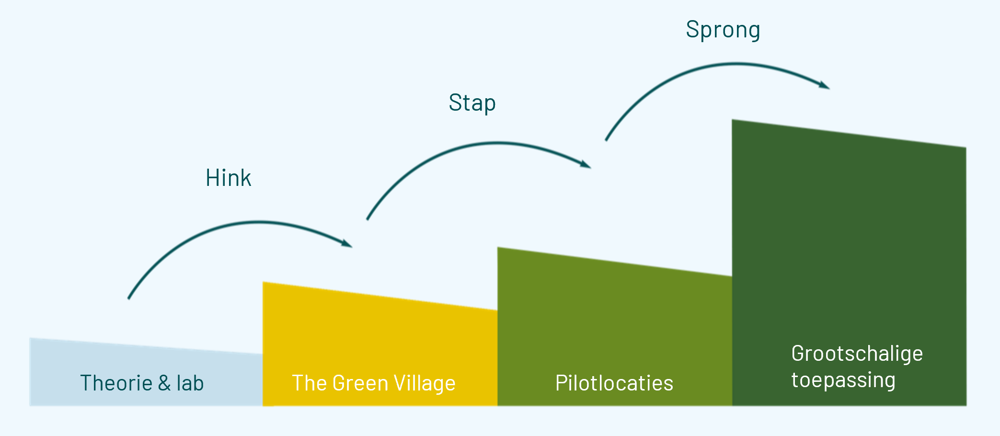 Sprong
Stap
Hink
Theorie & lab
The Green Village
Pilotlocaties
Grootschalige
toepassing